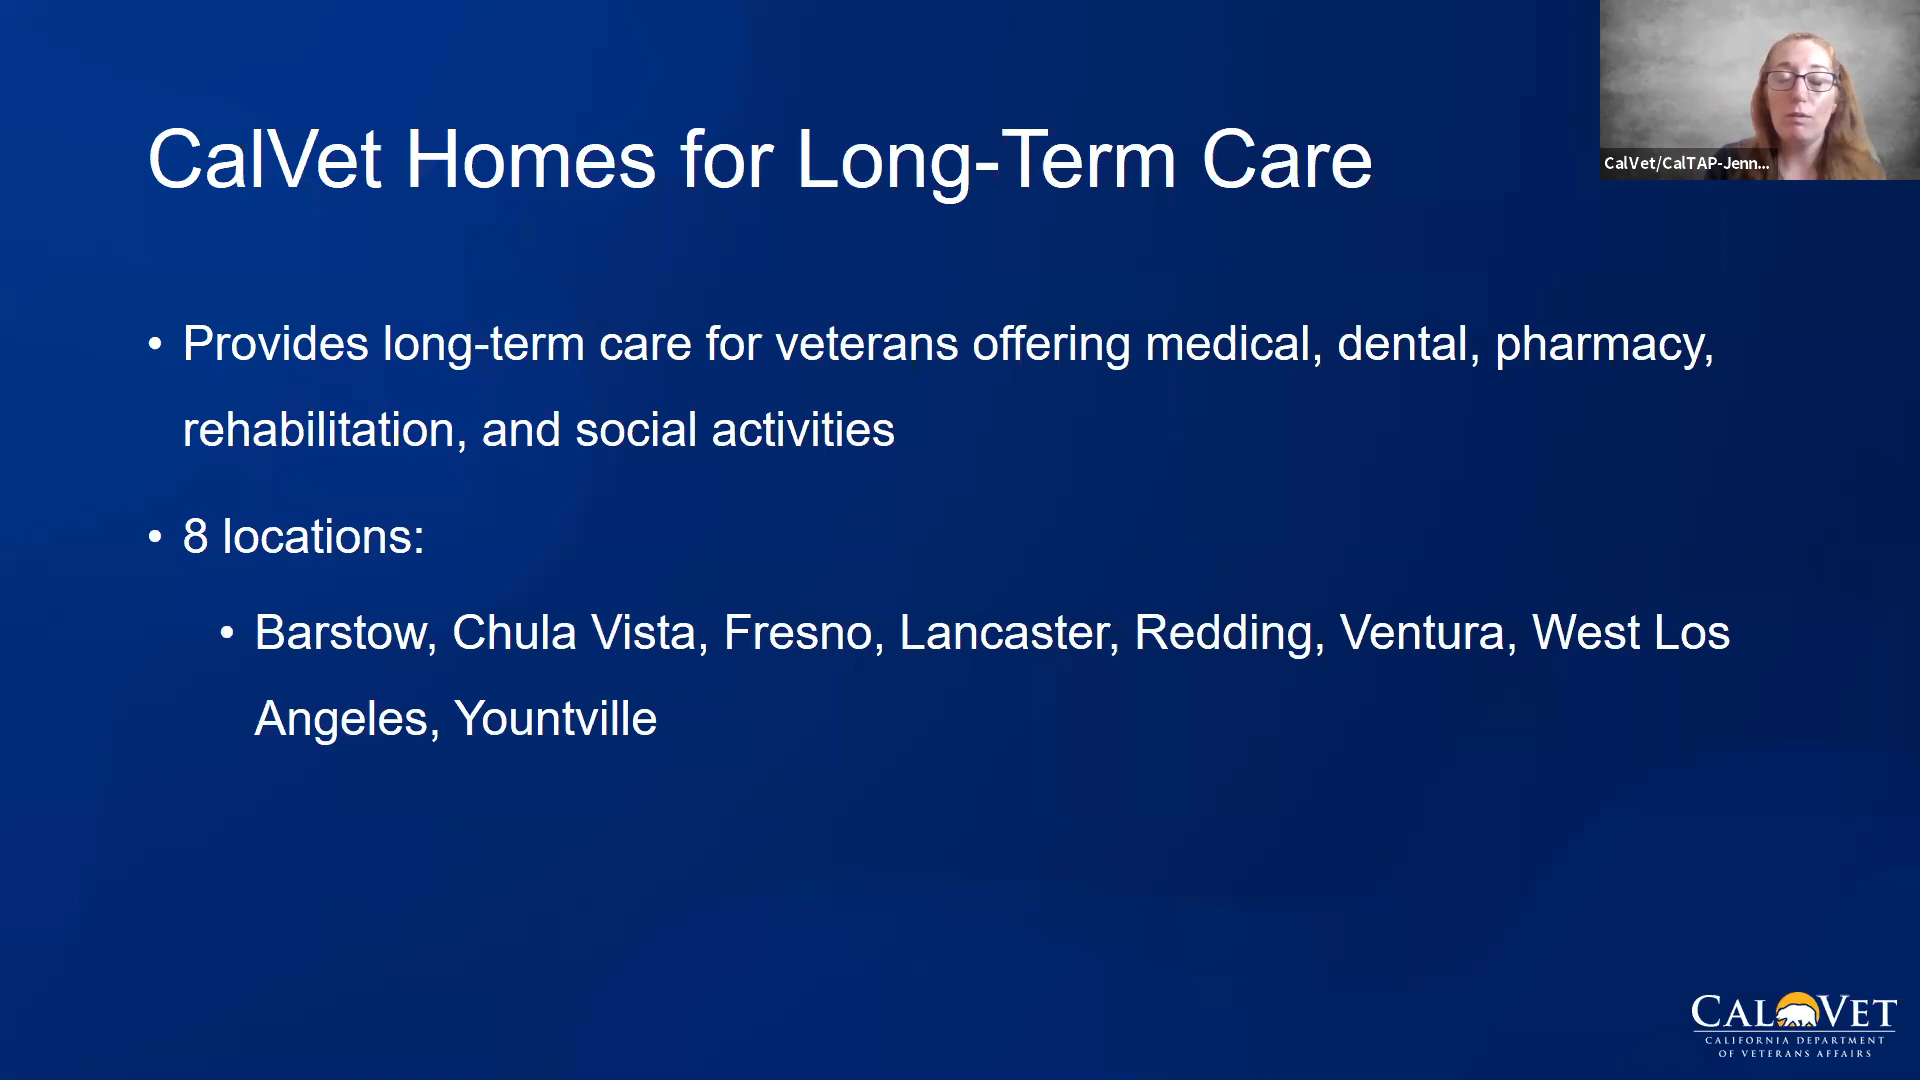 CalVet Homes for Long-Term Care
CalVet/CalTAP-Jenn...
• Provides long-term care for veterans offering medical, dental, pharmacy,
rehabilitation, and social activities
• 8 locations:
• Barstow, Chula Vista, Fresno, Lancaster, Redding, Ventura, West Los
Angeles, Yountville
CALVET
CALIFORNIA DEPARTMENT
OF VETERANS AFFAIRS